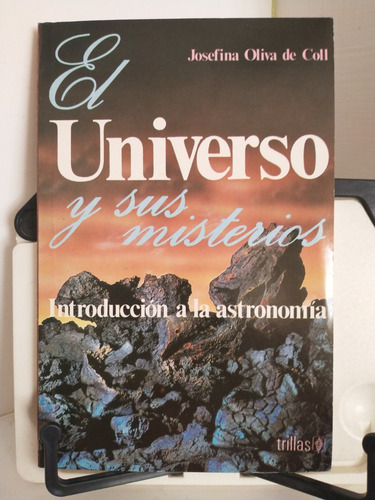 Josefina Oliva de Coll
El
Universo
y sus
misterios
Introducción a la astronomía
trillas